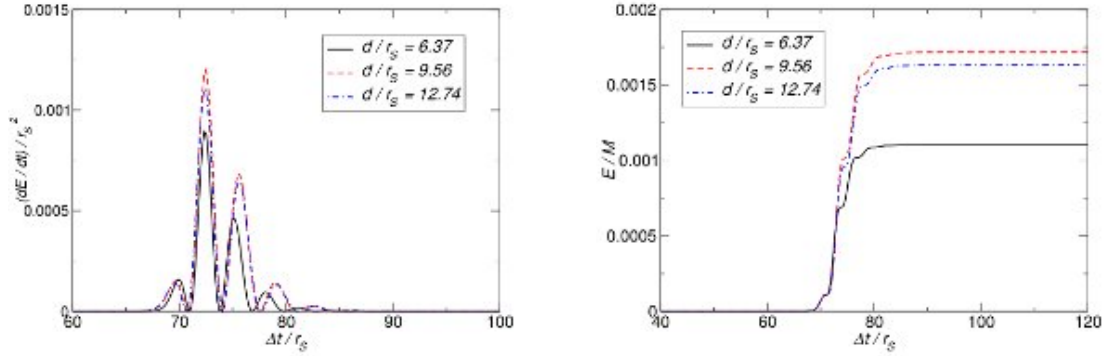 0.0015
0.001
0.0005
0
(dE / dt) / r_S^2
d / r_S = 6.37
d / r_S = 9.56
d / r_S = 12.74
60 70 80 90 100
Δt / r_S
0.002
0.0015
0.001
0.0005
0
E / M
d / r_S = 6.37
d / r_S = 9.56
d / r_S = 12.74
40 60 80 100 120
Δt / r_S